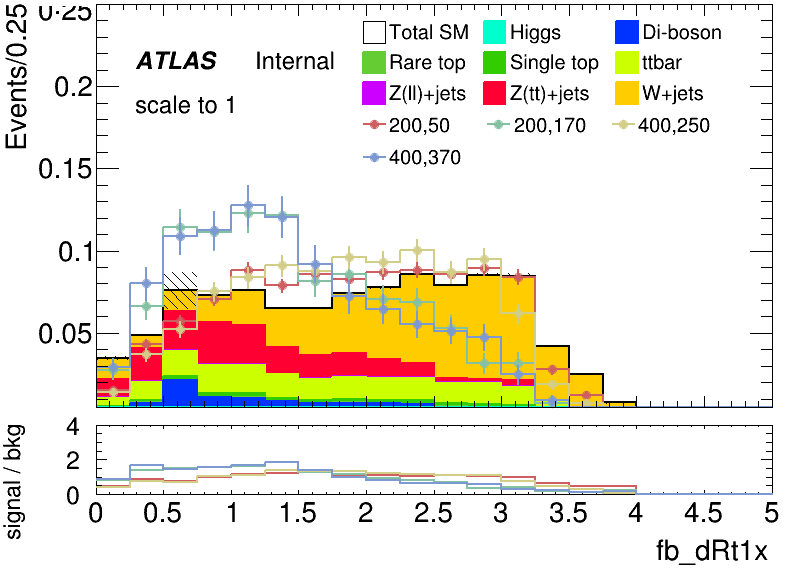 Events/0.25
0.25
0.2
0.15
0.1
0.05
ATLAS Internal
scale to 1
Total SM Higgs Di-boson
Rare top Single top ttbar
Z(ll)+jets Z(tt)+jets W+jets
200,50 200,170 400,250
400,370
signal / bkg
4
2
0
0 0.5 1 1.5 2 2.5 3 3.5 4 4.5 5
fb_dRt1x